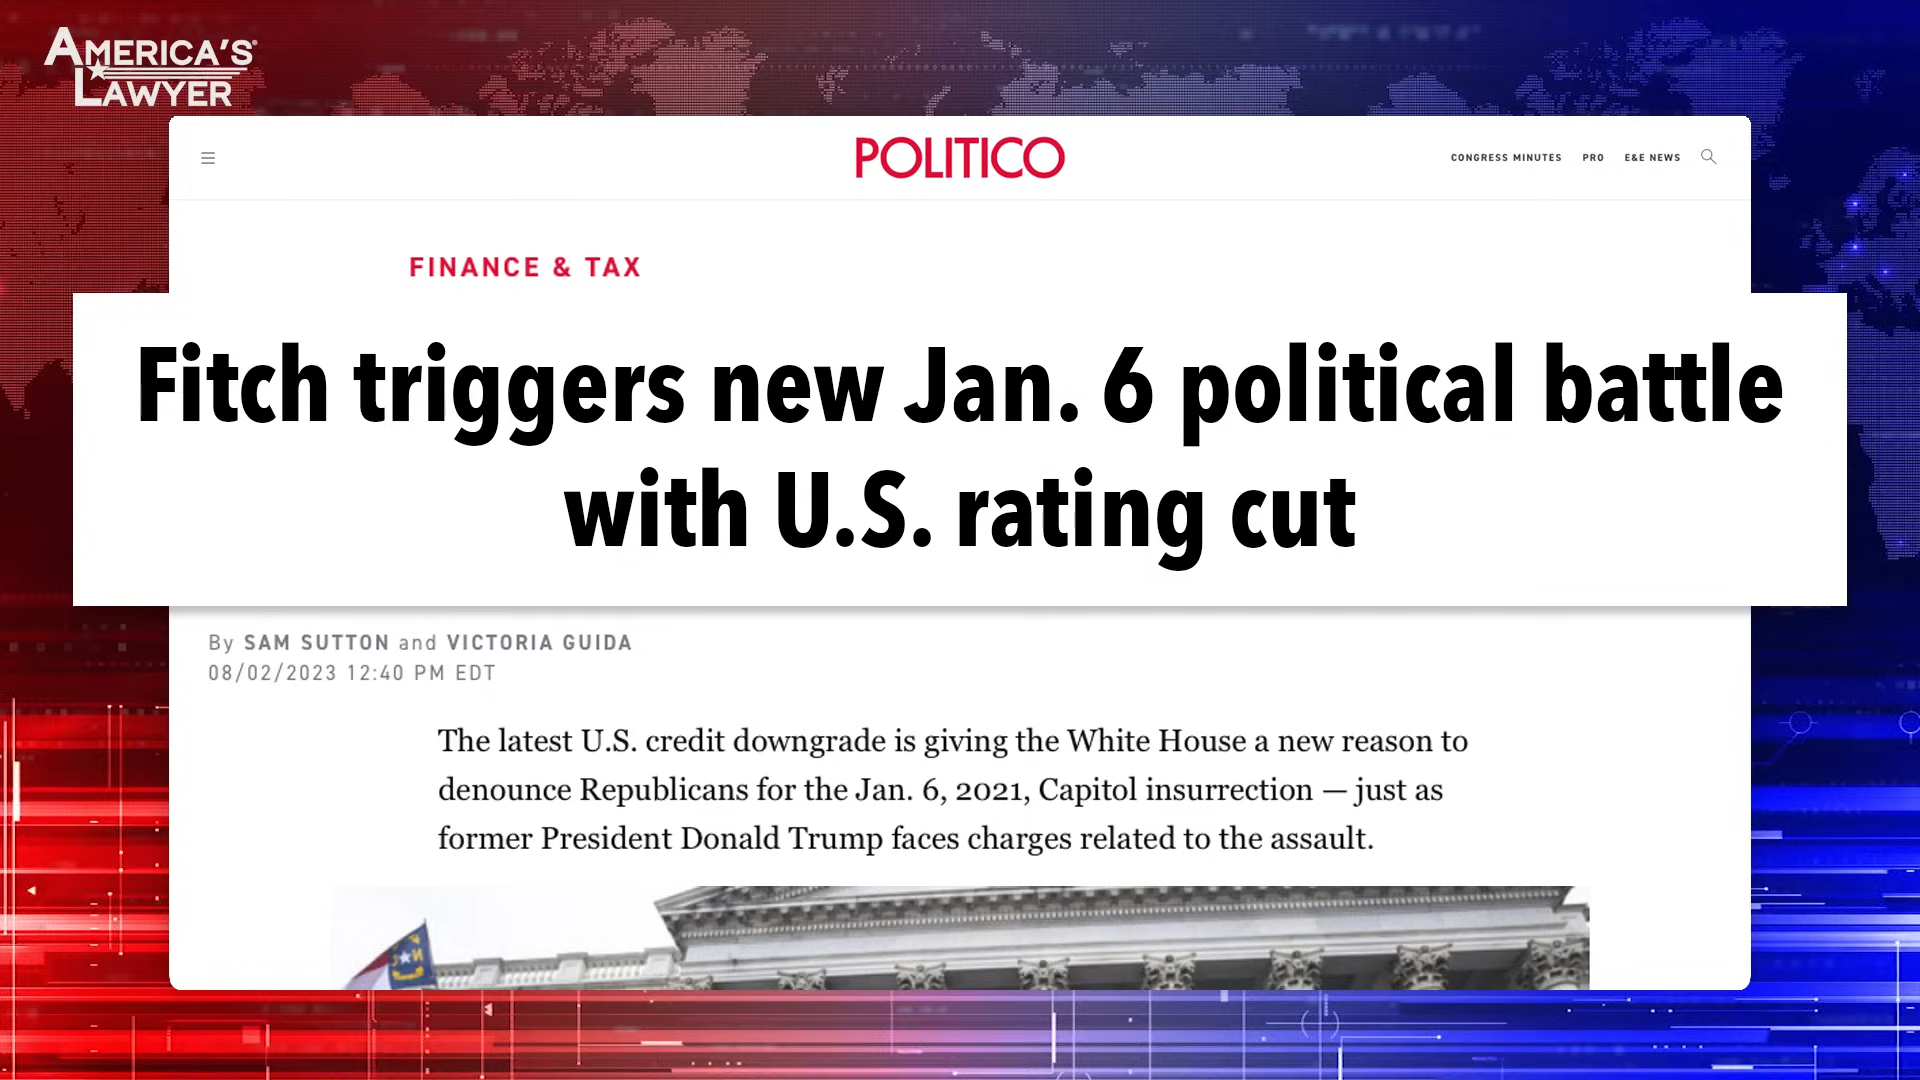 AMERICA'S
LAWYER
POLITICO
CONGRESS MINUTES PRO E&E NEWS
FINANCE & TAX
Fitch triggers new Jan. 6 political battle
with U.S. rating cut
By SAM SUTTON and VICTORIA GUIDA
08/02/2023 12:40 PM EDT
The latest U.S. credit downgrade is giving the White House a new reason to
denounce Republicans for the Jan. 6, 2021, Capitol insurrection — just as
former President Donald Trump faces charges related to the assault.